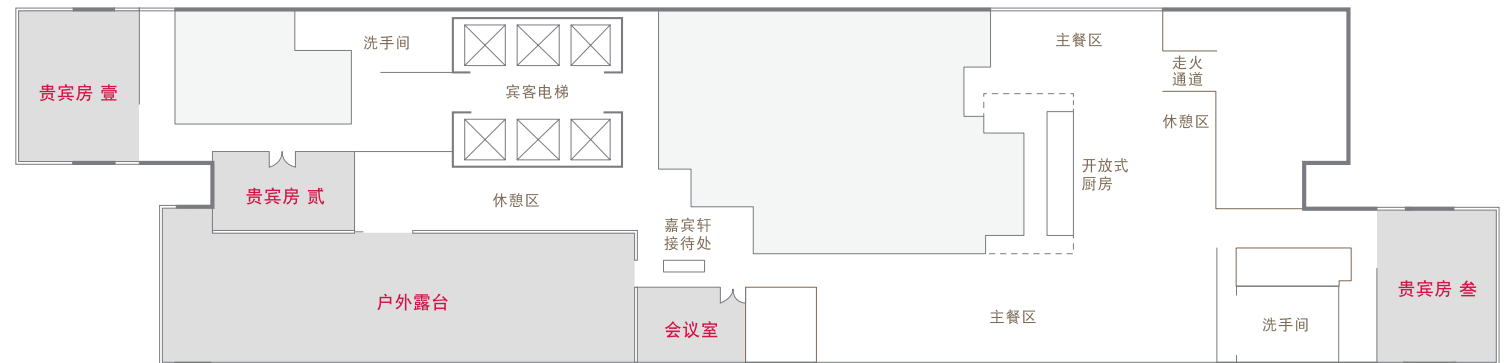 洗手间
主餐区
走火
通道
贵宾房 壹
宾客电梯
休憩区
开放式
厨房
贵宾房 贰
休憩区
嘉宾轩
接待处
贵宾房 叁
户外露台
会议室
主餐区
洗手间